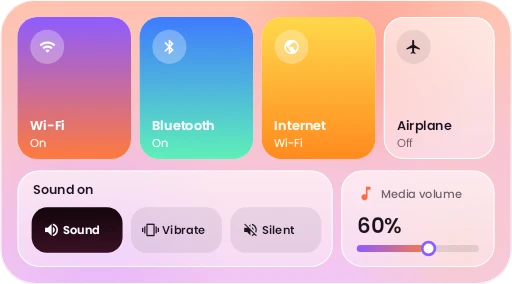 Wi-Fi
On
Bluetooth
On
Internet
Wi-Fi
Airplane
Off
Sound on
Sound
Vibrate
Silent
Media volume
60%